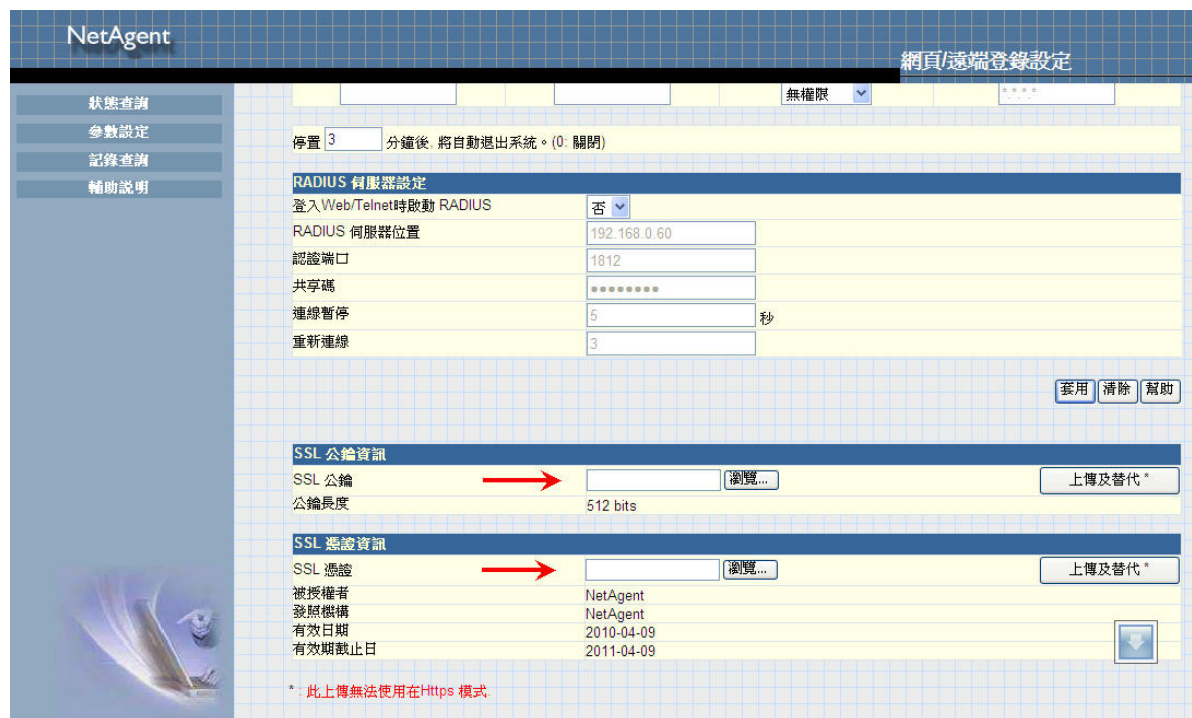 NetAgent
網頁/遠端登錄設定
狀態查詢
參數設定
記錄查詢
輔助說明
無權限 *.*.*.*
停置 3 分鐘後, 將自動退出系統。(0: 關閉)
RADIUS 伺服器設定
登入Web/Telnet時啟動 RADIUS 否
RADIUS 伺服器位置 192.168.0.60
認證端口 1812
共享碼 ●●●●●●●●
連線暫停 5 秒
重新連線 3
套用 清除 幫助
SSL 公鑰資訊
SSL 公鑰 瀏覽... 上傳及替代 *
公鑰長度 512 bits
SSL 憑證資訊
SSL 憑證 瀏覽... 上傳及替代 *
被授權者 NetAgent
發照機構 NetAgent
有效日期 2010-04-09
有效期截止日 2011-04-09
* : 此上傳無法使用在Https 模式.